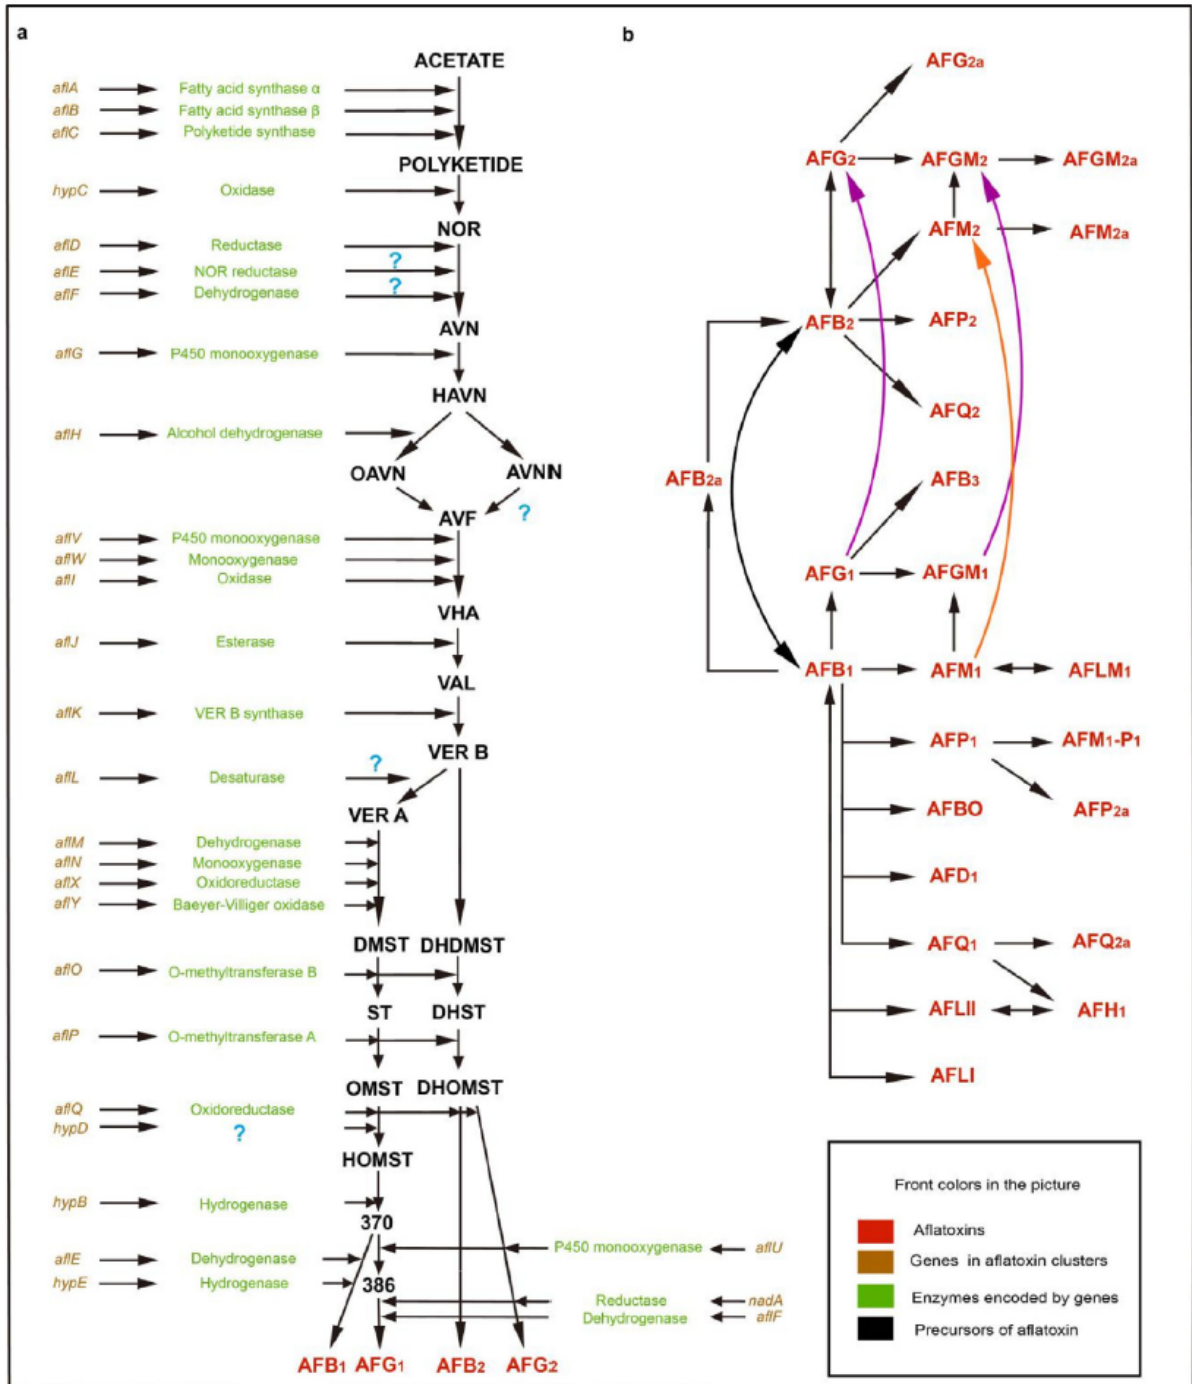 a
ACETATE
aflA Fatty acid synthase α
aflB Fatty acid synthase β
aflC Polyketide synthase
POLYKETIDE
hypC Oxidase
NOR
aflD Reductase
aflE NOR reductase ?
aflF Dehydrogenase ?
AVN
aflG P450 monooxygenase
HAVN
aflH Alcohol dehydrogenase
OAVN AVNN
AVF ?
aflV P450 monooxygenase
aflW Monooxygenase
aflI Oxidase
VHA
aflJ Esterase
VAL
aflK VER B synthase
VER B
aflL Desaturase ?
VER A
aflM Dehydrogenase
aflN Monooxygenase
aflX Oxidoreductase
aflY Baeyer-Villiger oxidase
DMST DHDMST
aflO O-methyltransferase B
ST DHST
aflP O-methyltransferase A
OMST DHOMST
aflQ Oxidoreductase
hypD ?
HOMST
hypB Hydrogenase
370
P450 monooxygenase aflU
aflE Dehydrogenase
hypE Hydrogenase
386
Reductase nadA
Dehydrogenase aflF
AFB1 AFG1 AFB2 AFG2
b
AFG2a
AFG2 AFGM2 AFGM2a
AFM2 AFM2a
AFB2 AFP2
AFQ2
AFB2a AFB3
AFG1 AFGM1
AFB1 AFM1 AFLM1
AFP1 AFM1-P1
AFBO AFP2a
AFD1
AFQ1 AFQ2a
AFLII AFH1
AFLI
Front colors in the picture
Aflatoxins
Genes in aflatoxin clusters
Enzymes encoded by genes
Precursors of aflatoxin